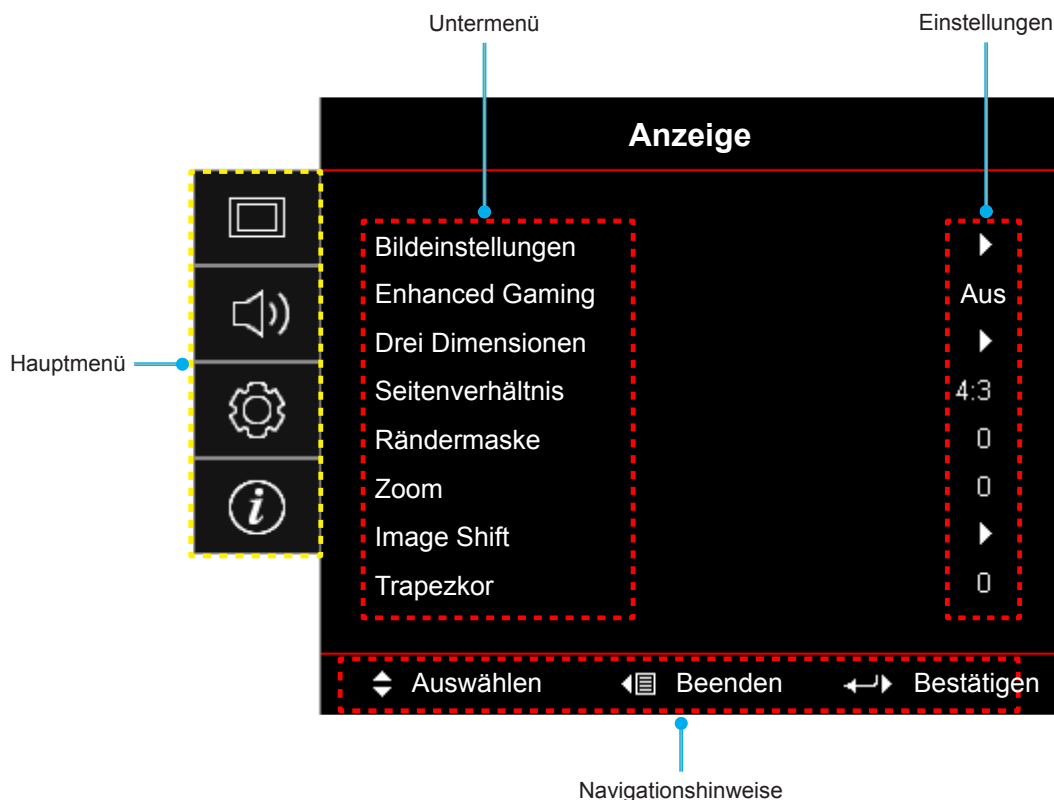 Untermenü
Einstellungen
Anzeige
Bildeinstellungen
Enhanced Gaming Aus
Drei Dimensionen
Seitenverhältnis 4:3
Rändermaske 0
Zoom 0
Image Shift
Trapezkor 0
Hauptmenü
Auswählen Beenden Bestätigen
Navigationshinweise